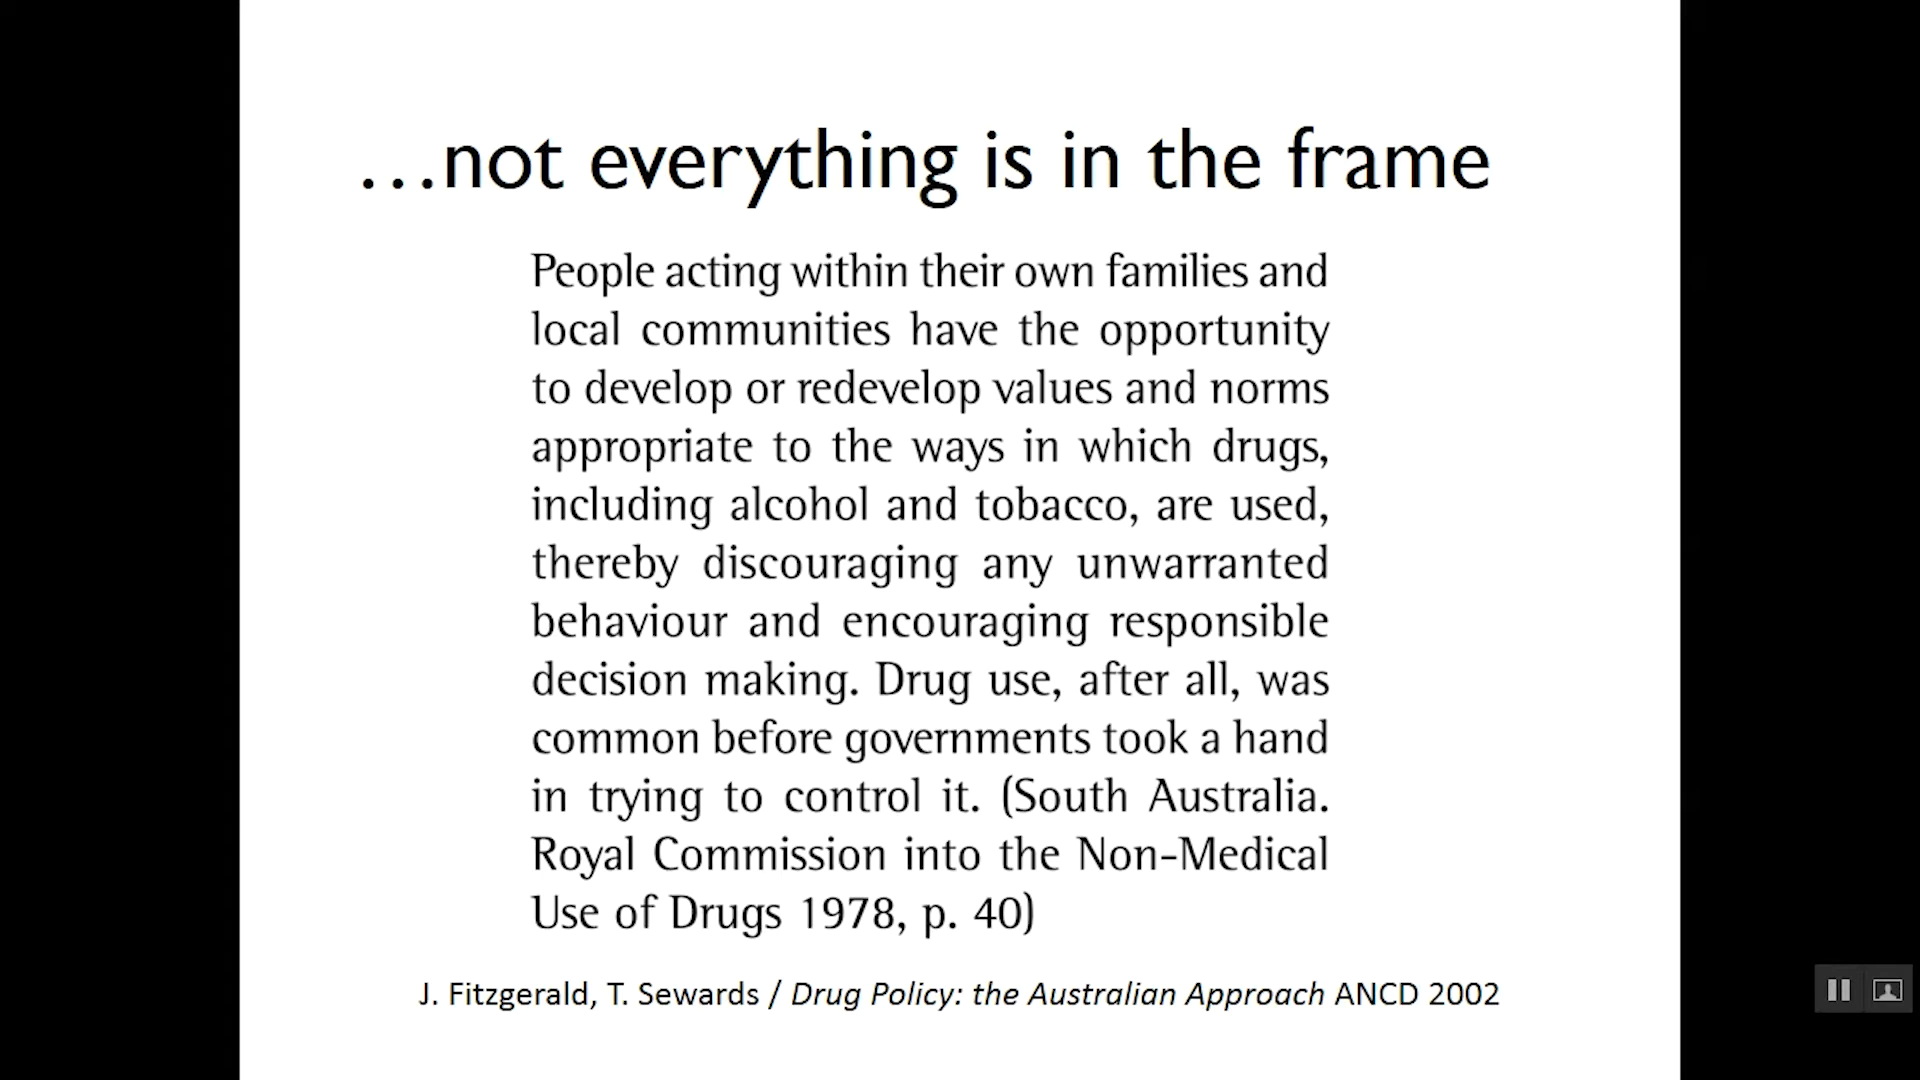 …not everything is in the frame
People acting within their own families and
local communities have the opportunity
to develop or redevelop values and norms
appropriate to the ways in which drugs,
including alcohol and tobacco, are used,
thereby discouraging any unwarranted
behaviour and encouraging responsible
decision making. Drug use, after all, was
common before governments took a hand
in trying to control it. (South Australia.
Royal Commission into the Non-Medical
Use of Drugs 1978, p. 40)
J. Fitzgerald, T. Sewards / Drug Policy: the Australian Approach ANCD 2002